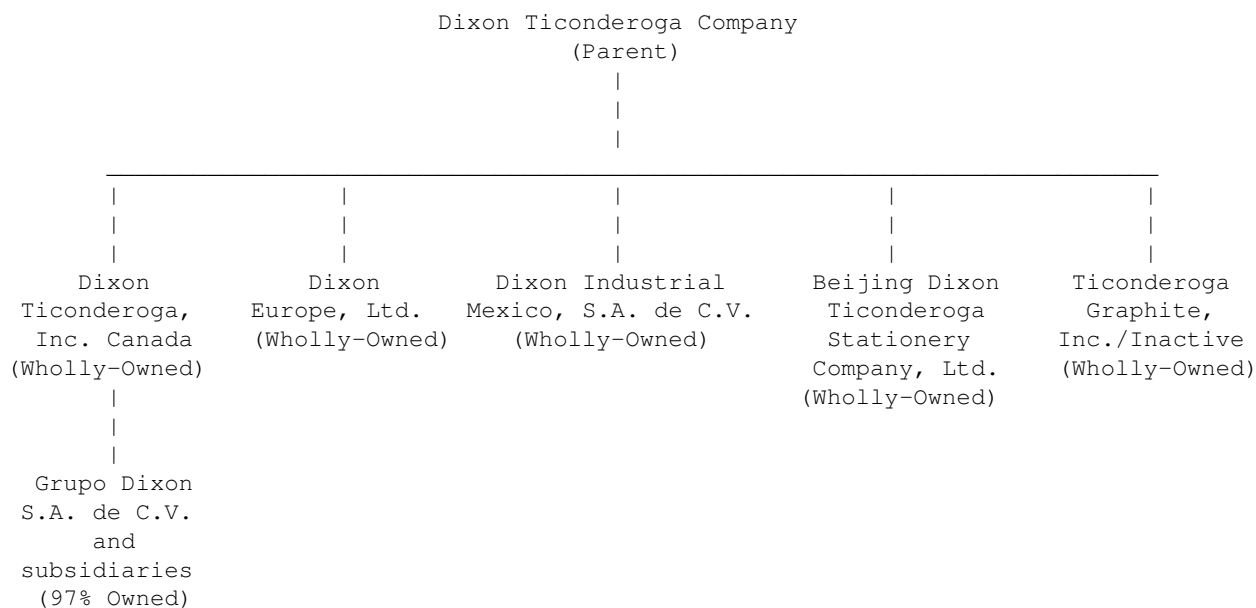 Dixon Ticonderoga Company
(Parent)
Dixon
Ticonderoga,
Inc. Canada
(Wholly-Owned)
Dixon
Europe, Ltd.
(Wholly-Owned)
Dixon Industrial
Mexico, S.A. de C.V.
(Wholly-Owned)
Beijing Dixon
Ticonderoga
Stationery
Company, Ltd.
(Wholly-Owned)
Ticonderoga
Graphite,
Inc./Inactive
(Wholly-Owned)
Grupo Dixon
S.A. de C.V.
and
subsidiaries
(97% Owned)